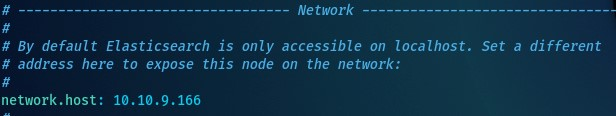 # ---------------------------------- Network -----------------------------------
#
# By default Elasticsearch is only accessible on localhost. Set a different
# address here to expose this node on the network:
#
network.host: 10.10.9.166
#